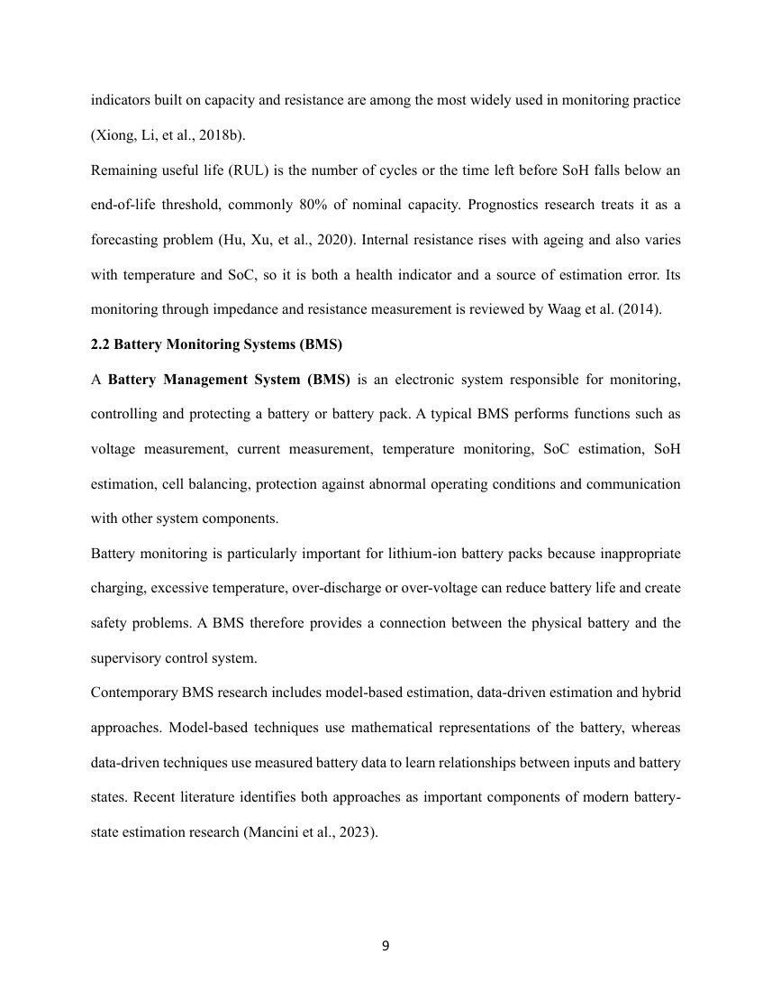 indicators built on capacity and resistance are among the most widely used in monitoring practice
(Xiong, Li, et al., 2018b).
Remaining useful life (RUL) is the number of cycles or the time left before SoH falls below an
end-of-life threshold, commonly 80% of nominal capacity. Prognostics research treats it as a
forecasting problem (Hu, Xu, et al., 2020). Internal resistance rises with ageing and also varies
with temperature and SoC, so it is both a health indicator and a source of estimation error. Its
monitoring through impedance and resistance measurement is reviewed by Waag et al. (2014).
2.2 Battery Monitoring Systems (BMS)
A Battery Management System (BMS) is an electronic system responsible for monitoring,
controlling and protecting a battery or battery pack. A typical BMS performs functions such as
voltage measurement, current measurement, temperature monitoring, SoC estimation, SoH
estimation, cell balancing, protection against abnormal operating conditions and communication
with other system components.
Battery monitoring is particularly important for lithium-ion battery packs because inappropriate
charging, excessive temperature, over-discharge or over-voltage can reduce battery life and create
safety problems. A BMS therefore provides a connection between the physical battery and the
supervisory control system.
Contemporary BMS research includes model-based estimation, data-driven estimation and hybrid
approaches. Model-based techniques use mathematical representations of the battery, whereas
data-driven techniques use measured battery data to learn relationships between inputs and battery
states. Recent literature identifies both approaches as important components of modern battery-
state estimation research (Mancini et al., 2023).
9